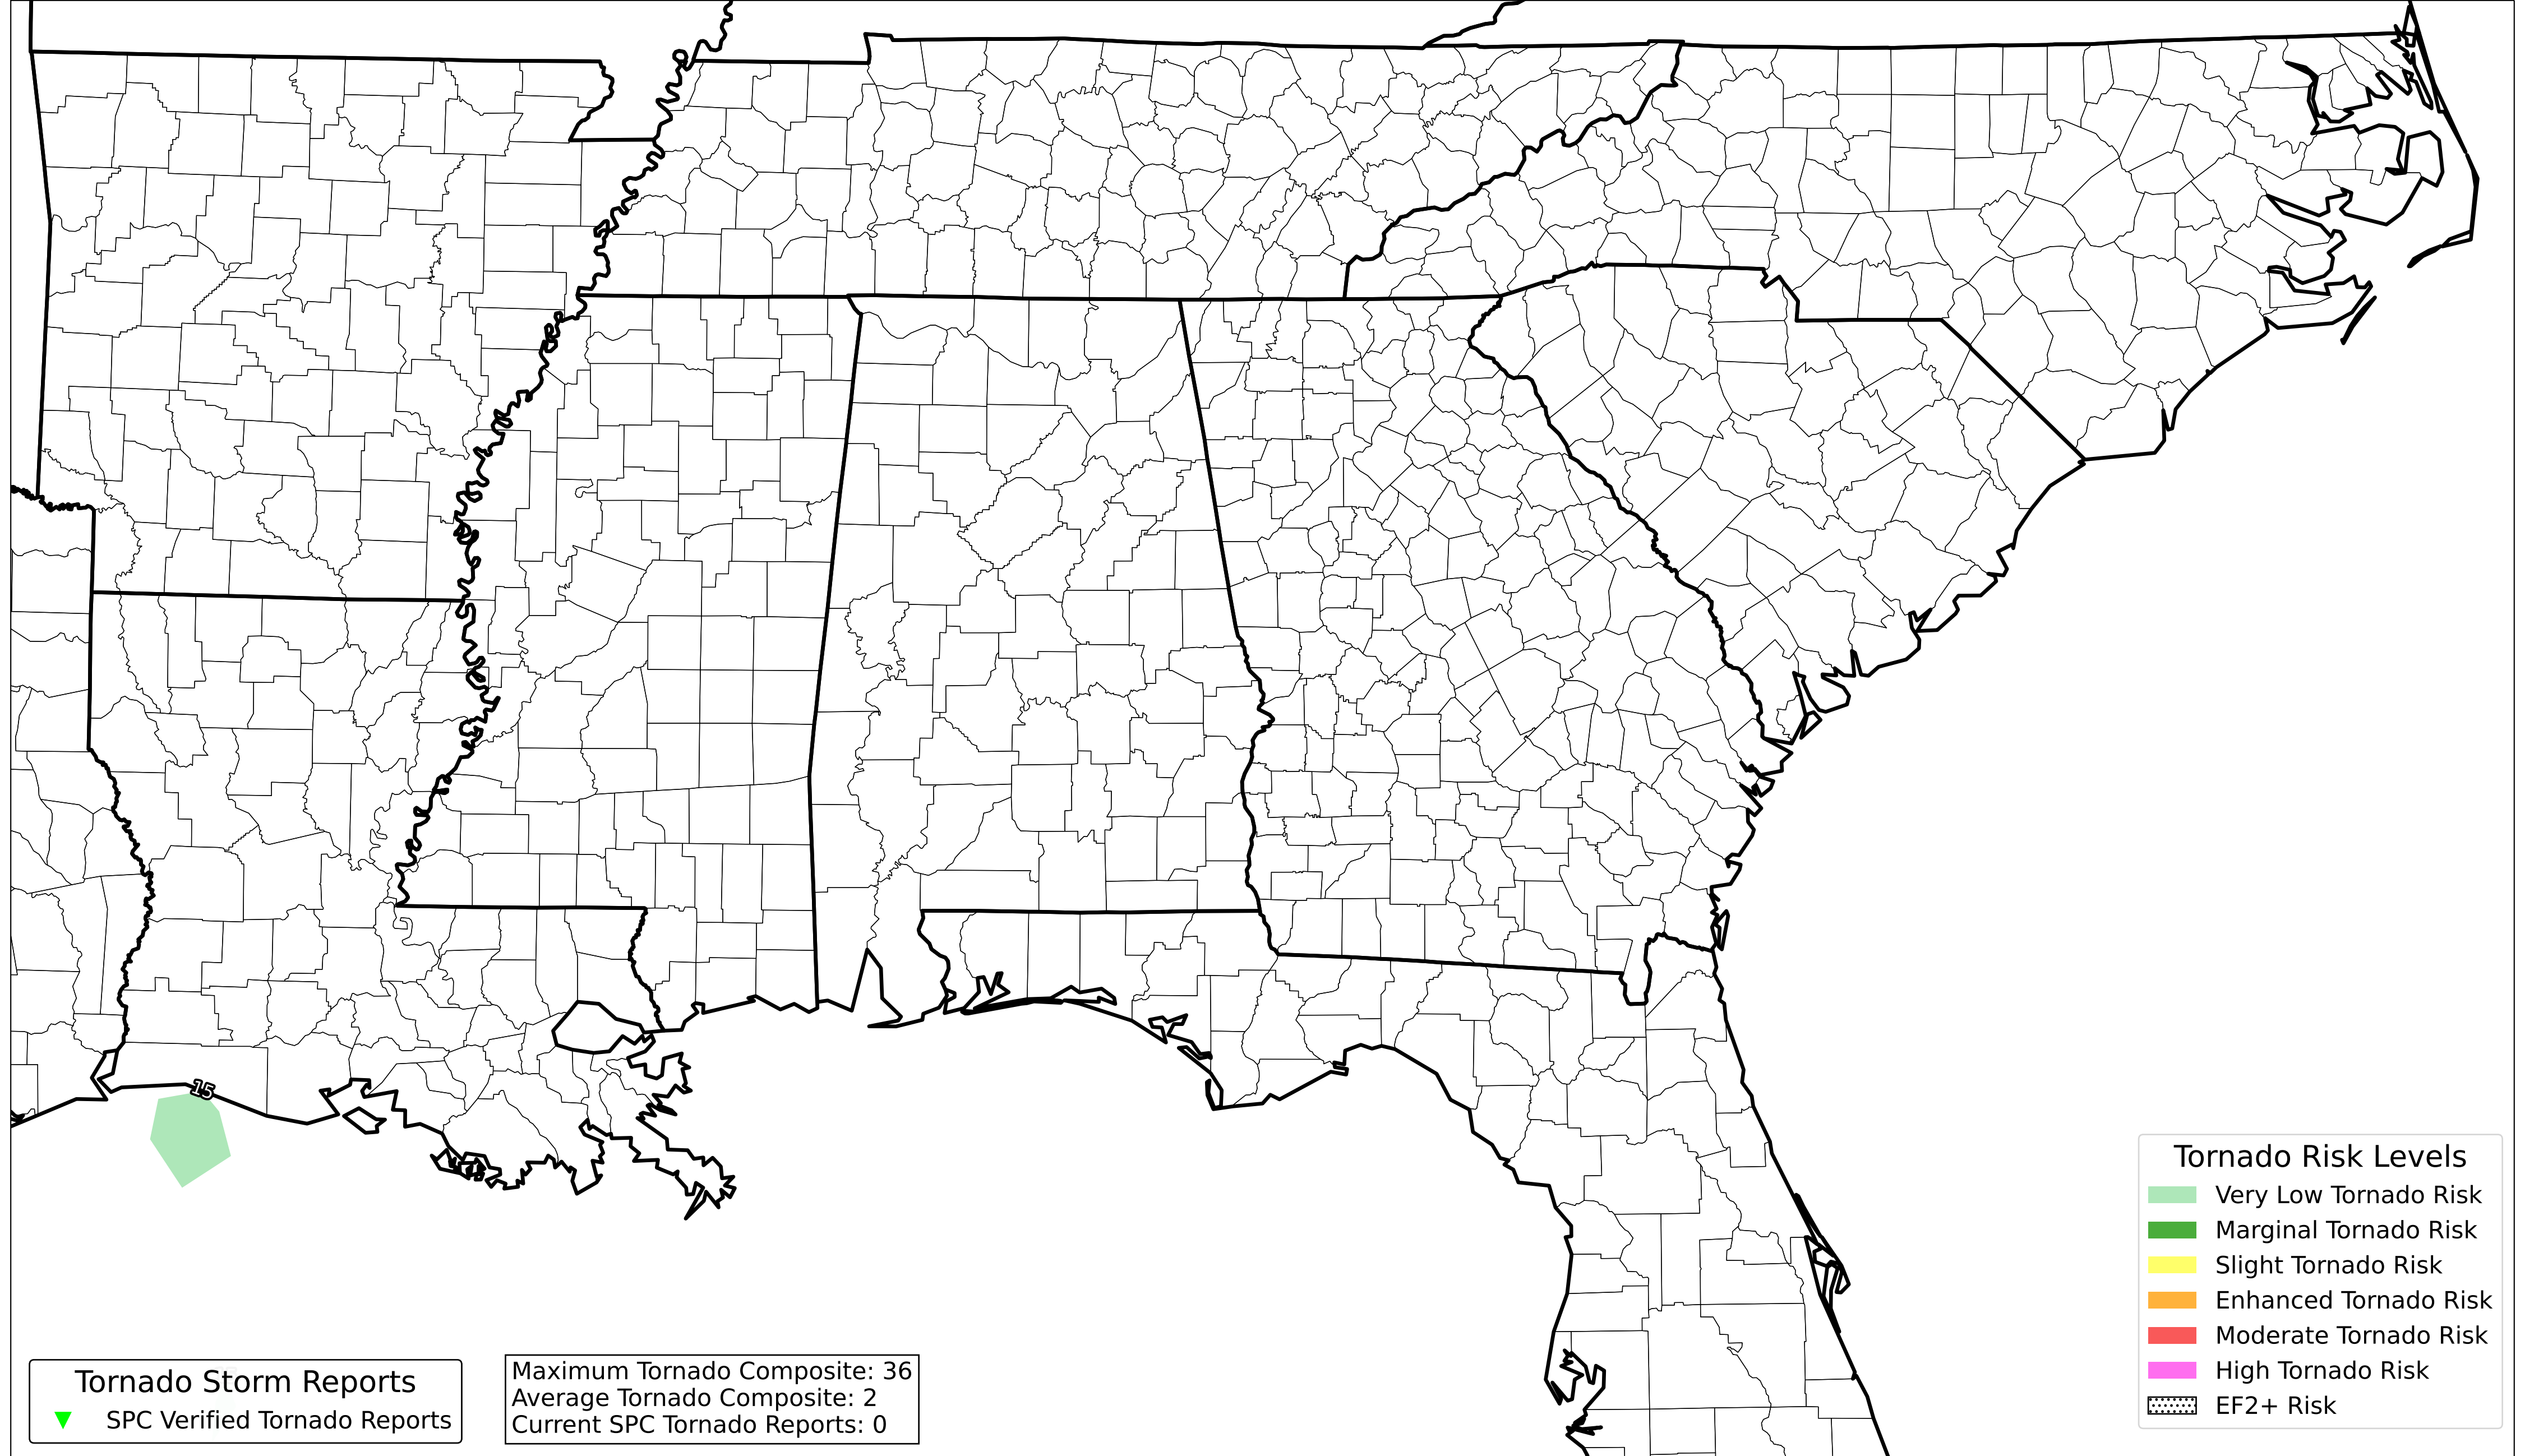 15
Tornado Storm Reports
SPC Verified Tornado Reports
Maximum Tornado Composite: 36
Average Tornado Composite: 2
Current SPC Tornado Reports: 0
Tornado Risk Levels
Very Low Tornado Risk
Marginal Tornado Risk
Slight Tornado Risk
Enhanced Tornado Risk
Moderate Tornado Risk
High Tornado Risk
EF2+ Risk